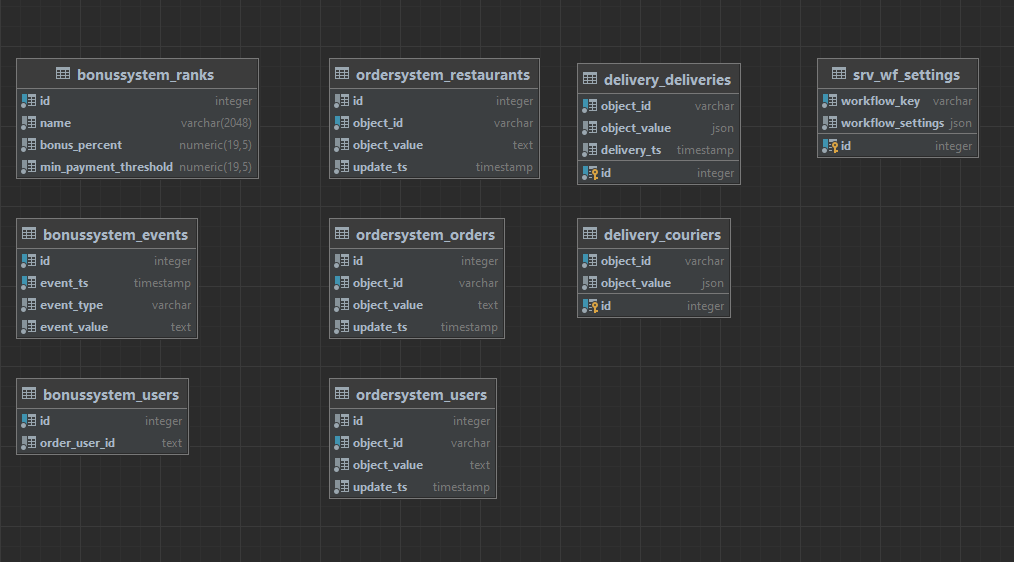 bonussystem_ranks
id integer
name varchar(2048)
bonus_percent numeric(19,5)
min_payment_threshold numeric(19,5)
ordersystem_restaurants
id integer
object_id varchar
object_value text
update_ts timestamp
delivery_deliveries
object_id varchar
object_value json
delivery_ts timestamp
id integer
srv_wf_settings
workflow_key varchar
workflow_settings json
id integer
bonussystem_events
id integer
event_ts timestamp
event_type varchar
event_value text
ordersystem_orders
id integer
object_id varchar
object_value text
update_ts timestamp
delivery_couriers
object_id varchar
object_value json
id integer
bonussystem_users
id integer
order_user_id text
ordersystem_users
id integer
object_id varchar
object_value text
update_ts timestamp